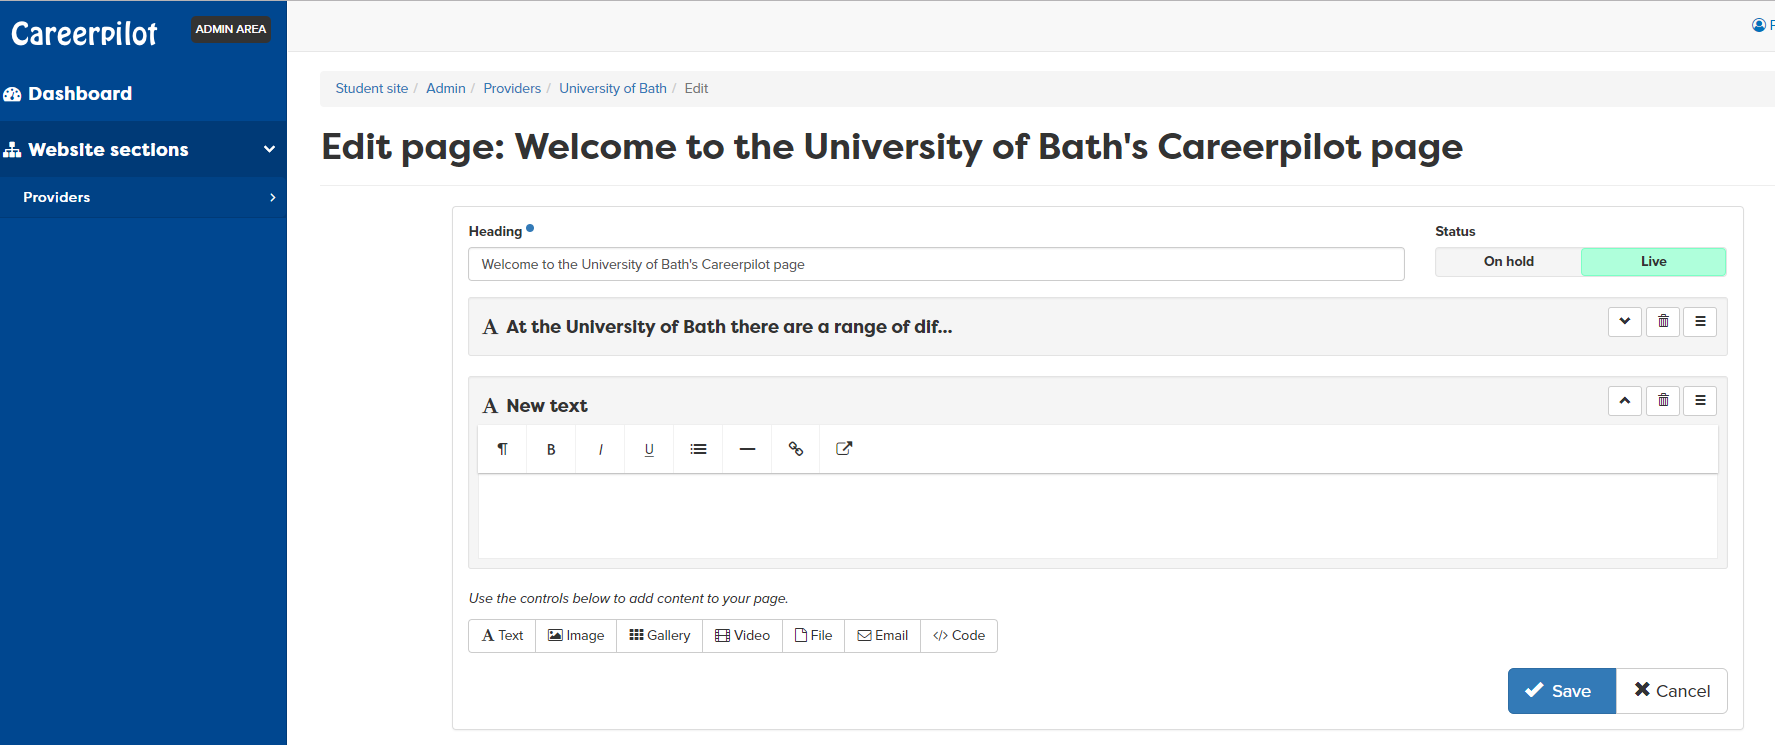 Careerpilot ADMIN AREA
Dashboard
Website sections
Providers
Student site / Admin / Providers / University of Bath / Edit
Edit page: Welcome to the University of Bath's Careerpilot page
Heading
Status
Welcome to the University of Bath's Careerpilot page
On hold Live
A At the University of Bath there are a range of dif...
A New text
¶ B I U
Use the controls below to add content to your page.
A Text Image Gallery Video File Email </> Code
Save Cancel